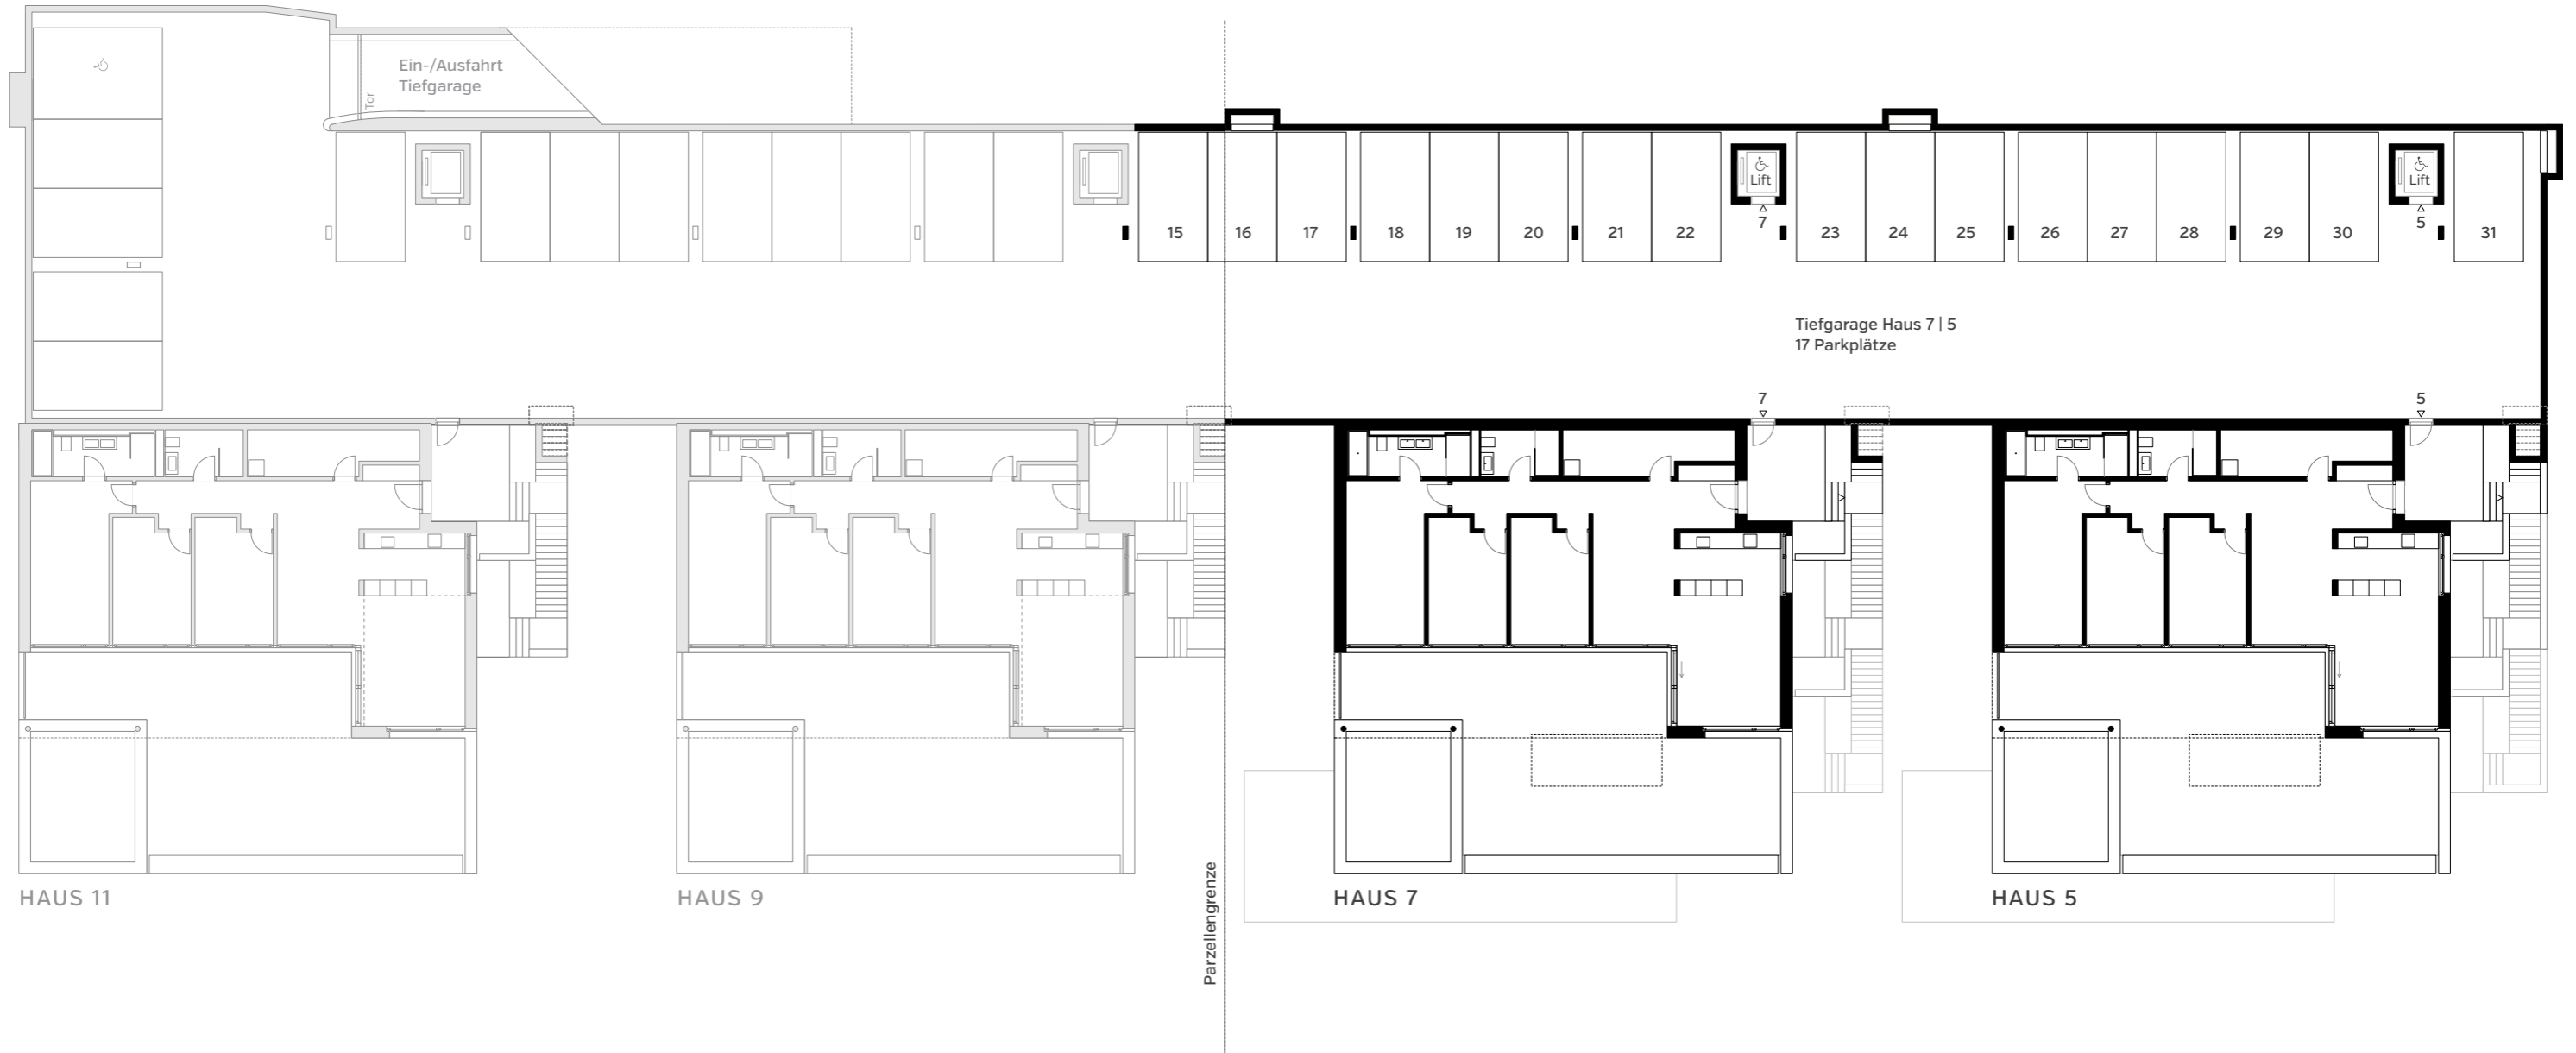 Ein-/Ausfahrt
Tiefgarage
Tor
Lift
Lift
7
5
15 16 17 18 19 20 21 22 23 24 25 26 27 28 29 30 31
Tiefgarage Haus 7 | 5
17 Parkplätze
7
5
Parzellengrenze
HAUS 11
HAUS 9
HAUS 7
HAUS 5